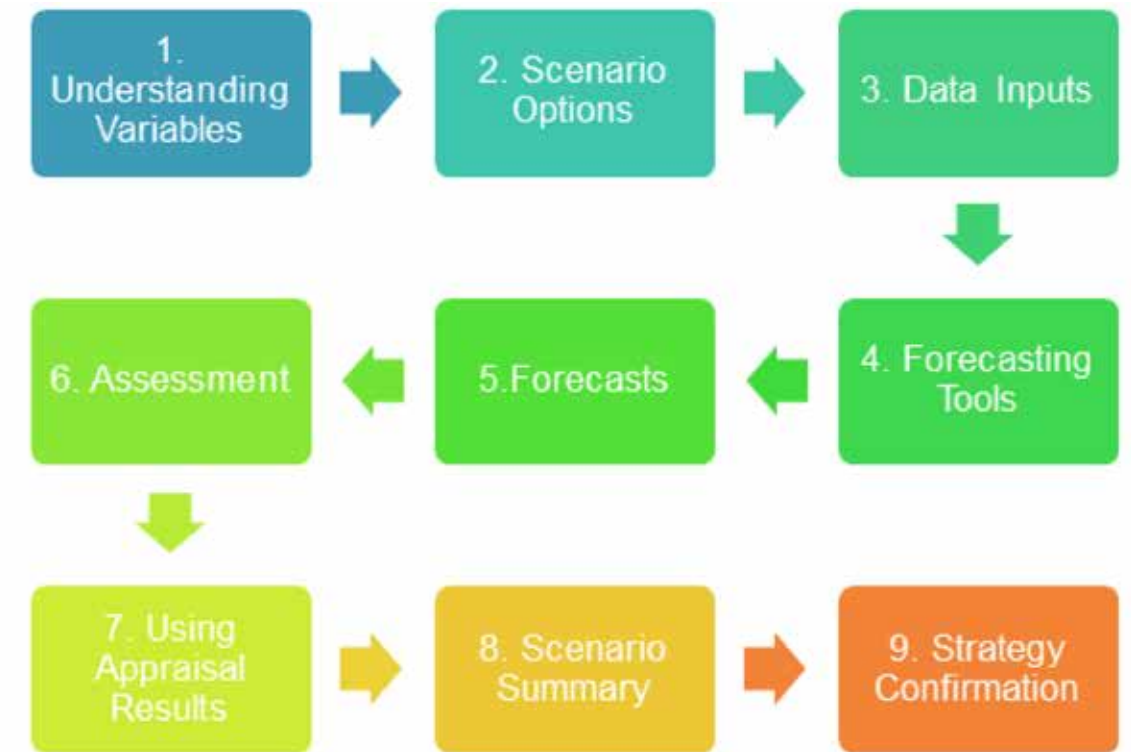 1.
Understanding
Variables
2. Scenario
Options
3. Data Inputs
4. Forecasting
Tools
5.Forecasts
6. Assessment
7. Using
Appraisal
Results
8. Scenario
Summary
9. Strategy
Confirmation